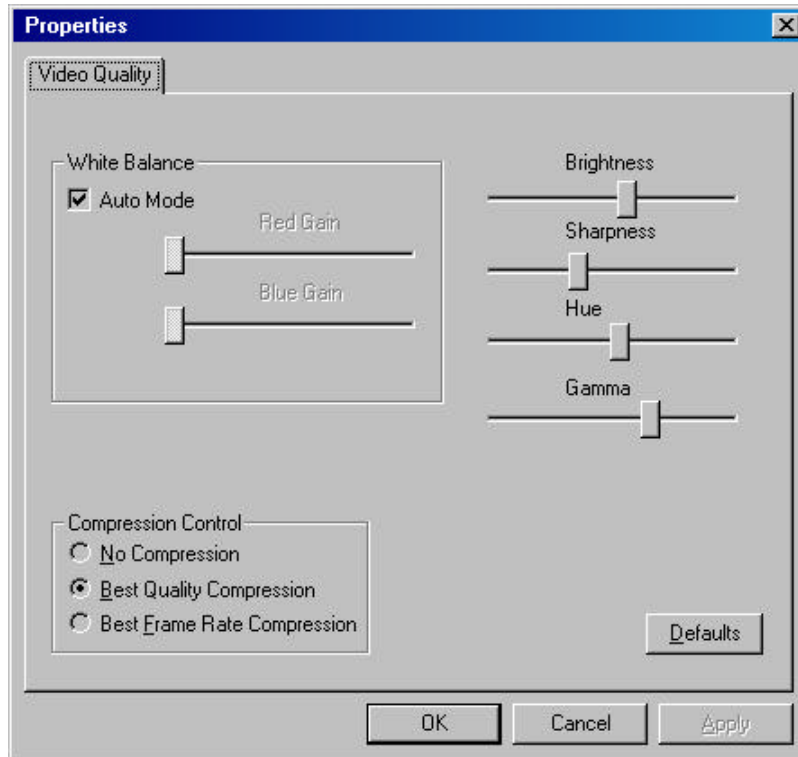 Properties
Video Quality
White Balance
Auto Mode
Red Gain
Blue Gain
Brightness
Sharpness
Hue
Gamma
Compression Control
No Compression
Best Quality Compression
Best Frame Rate Compression
Defaults
OK
Cancel
Apply